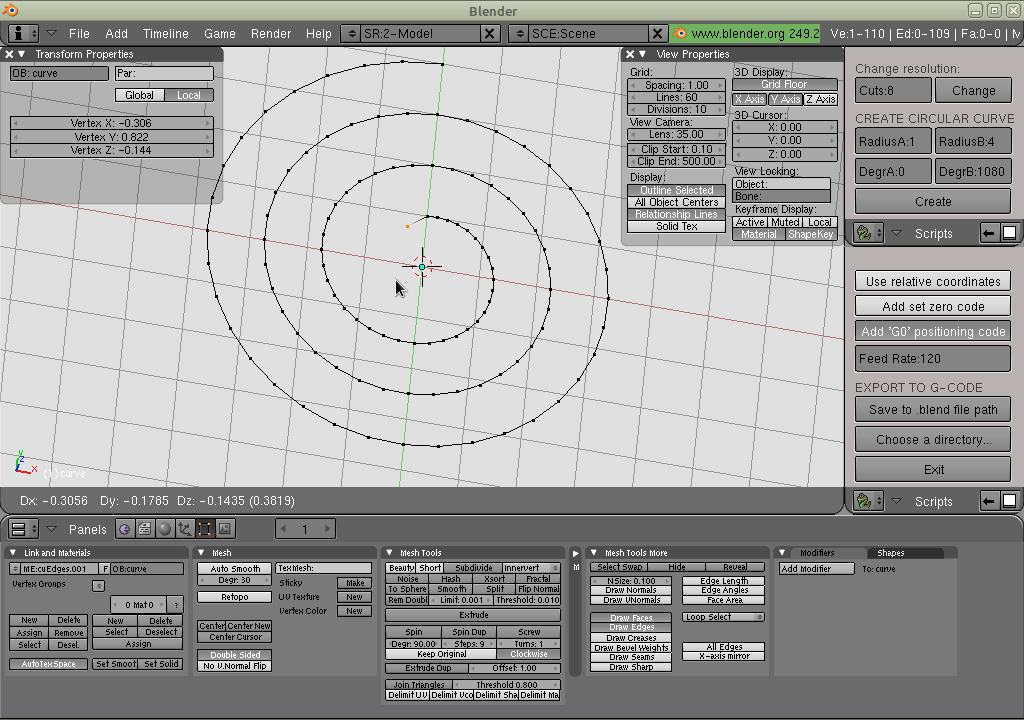 Blender
File Add Timeline Game Render Help SR:2-Model SCE:Scene www.blender.org 249.2 Ve:1-110 | Ed:0-109 | Fa:0-0 |
Transform Properties
OB: curve Par:
Global Local
Vertex X: -0.306
Vertex Y: 0.822
Vertex Z: -0.144
View Properties
Grid:
Spacing: 1.00
Lines: 60
Divisions: 10
View Camera:
Lens: 35.00
Clip Start: 0.10
Clip End: 500.00
Display:
Outline Selected
All Object Centers
Relationship Lines
Solid Tex
3D Display:
Grid Floor
X Axis Y Axis Z Axis
3D Cursor:
X: 0.00
Y: 0.00
Z: 0.00
View Locking:
Object:
Bone:
Keyframe Display:
Active Muted Local
Material ShapeKey
Change resolution:
Cuts:8 Change
CREATE CIRCULAR CURVE
RadiusA:1 RadiusB:4
DegrA:0 DegrB:1080
Create
Scripts
Use relative coordinates
Add set zero code
Add 'G0' positioning code
Feed Rate:120
EXPORT TO G-CODE
Save to .blend file path
Choose a directory...
Exit
Scripts
y
z
x
(1) curve
Dx: -0.3056 Dy: -0.1785 Dz: -0.1435 (0.3819)
Panels 1
Link and Materials
ME:cuEdges.001 F OB:curve
Vertex Groups
0 Mat 0 ?
New Delete New Delete
Assign Remove Select Deselect
Select Desel. Assign
AutoTexSpace Set Smoot Set Solid
Mesh
Auto Smooth
Degr: 30
Retopo
TexMesh:
Sticky Make
UV Texture New
Vertex Color New
Center Center New
Center Cursor
Double Sided
No V.Normal Flip
Mesh Tools
Beauty Short Subdivide Innervert
Noise Hash Xsort Fractal
To Sphere Smooth Split Flip Normal
Rem Doubl Limit: 0.001 Threshold: 0.010
Extrude
Spin Spin Dup Screw
Degr: 90.00 Steps: 9 Turns: 1
Keep Original Clockwise
Extrude Dup Offset: 1.00
Join Triangles Threshold 0.800
Delimit UV Delimit Vco Delimit Sha Delimit Ma
M
Mesh Tools More
Select Swap Hide Reveal
NSize: 0.100
Draw Normals
Draw VNormals
Edge Length
Edge Angles
Face Area
Draw Faces
Draw Edges
Draw Creases
Draw Bevel Weights
Draw Seams
Draw Sharp
Loop Select
All Edges
X-axis mirror
Modifiers Shapes
Add Modifier To: curve